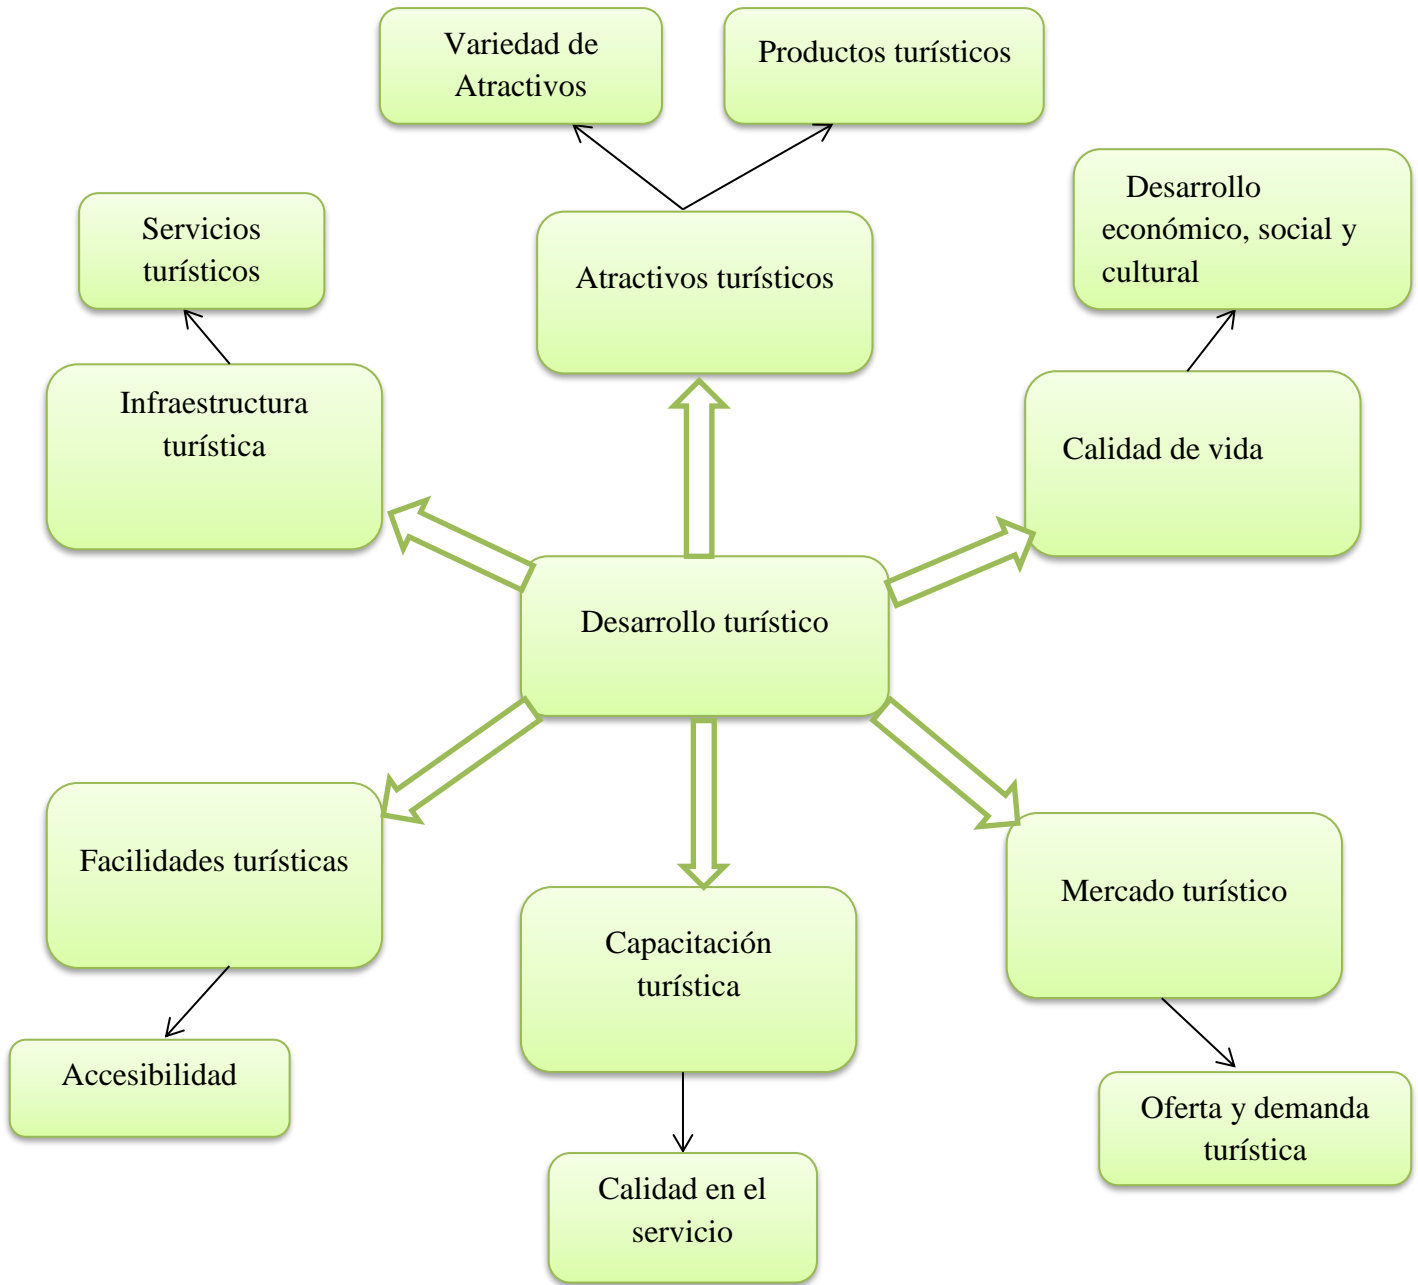 Variedad de
Atractivos
Productos turísticos
Desarrollo
económico, social y
cultural
Servicios
turísticos
Atractivos turísticos
Infraestructura
turística
Calidad de vida
Desarrollo turístico
Facilidades turísticas
Mercado turístico
Capacitación
turística
Accesibilidad
Oferta y demanda
turística
Calidad en el
servicio